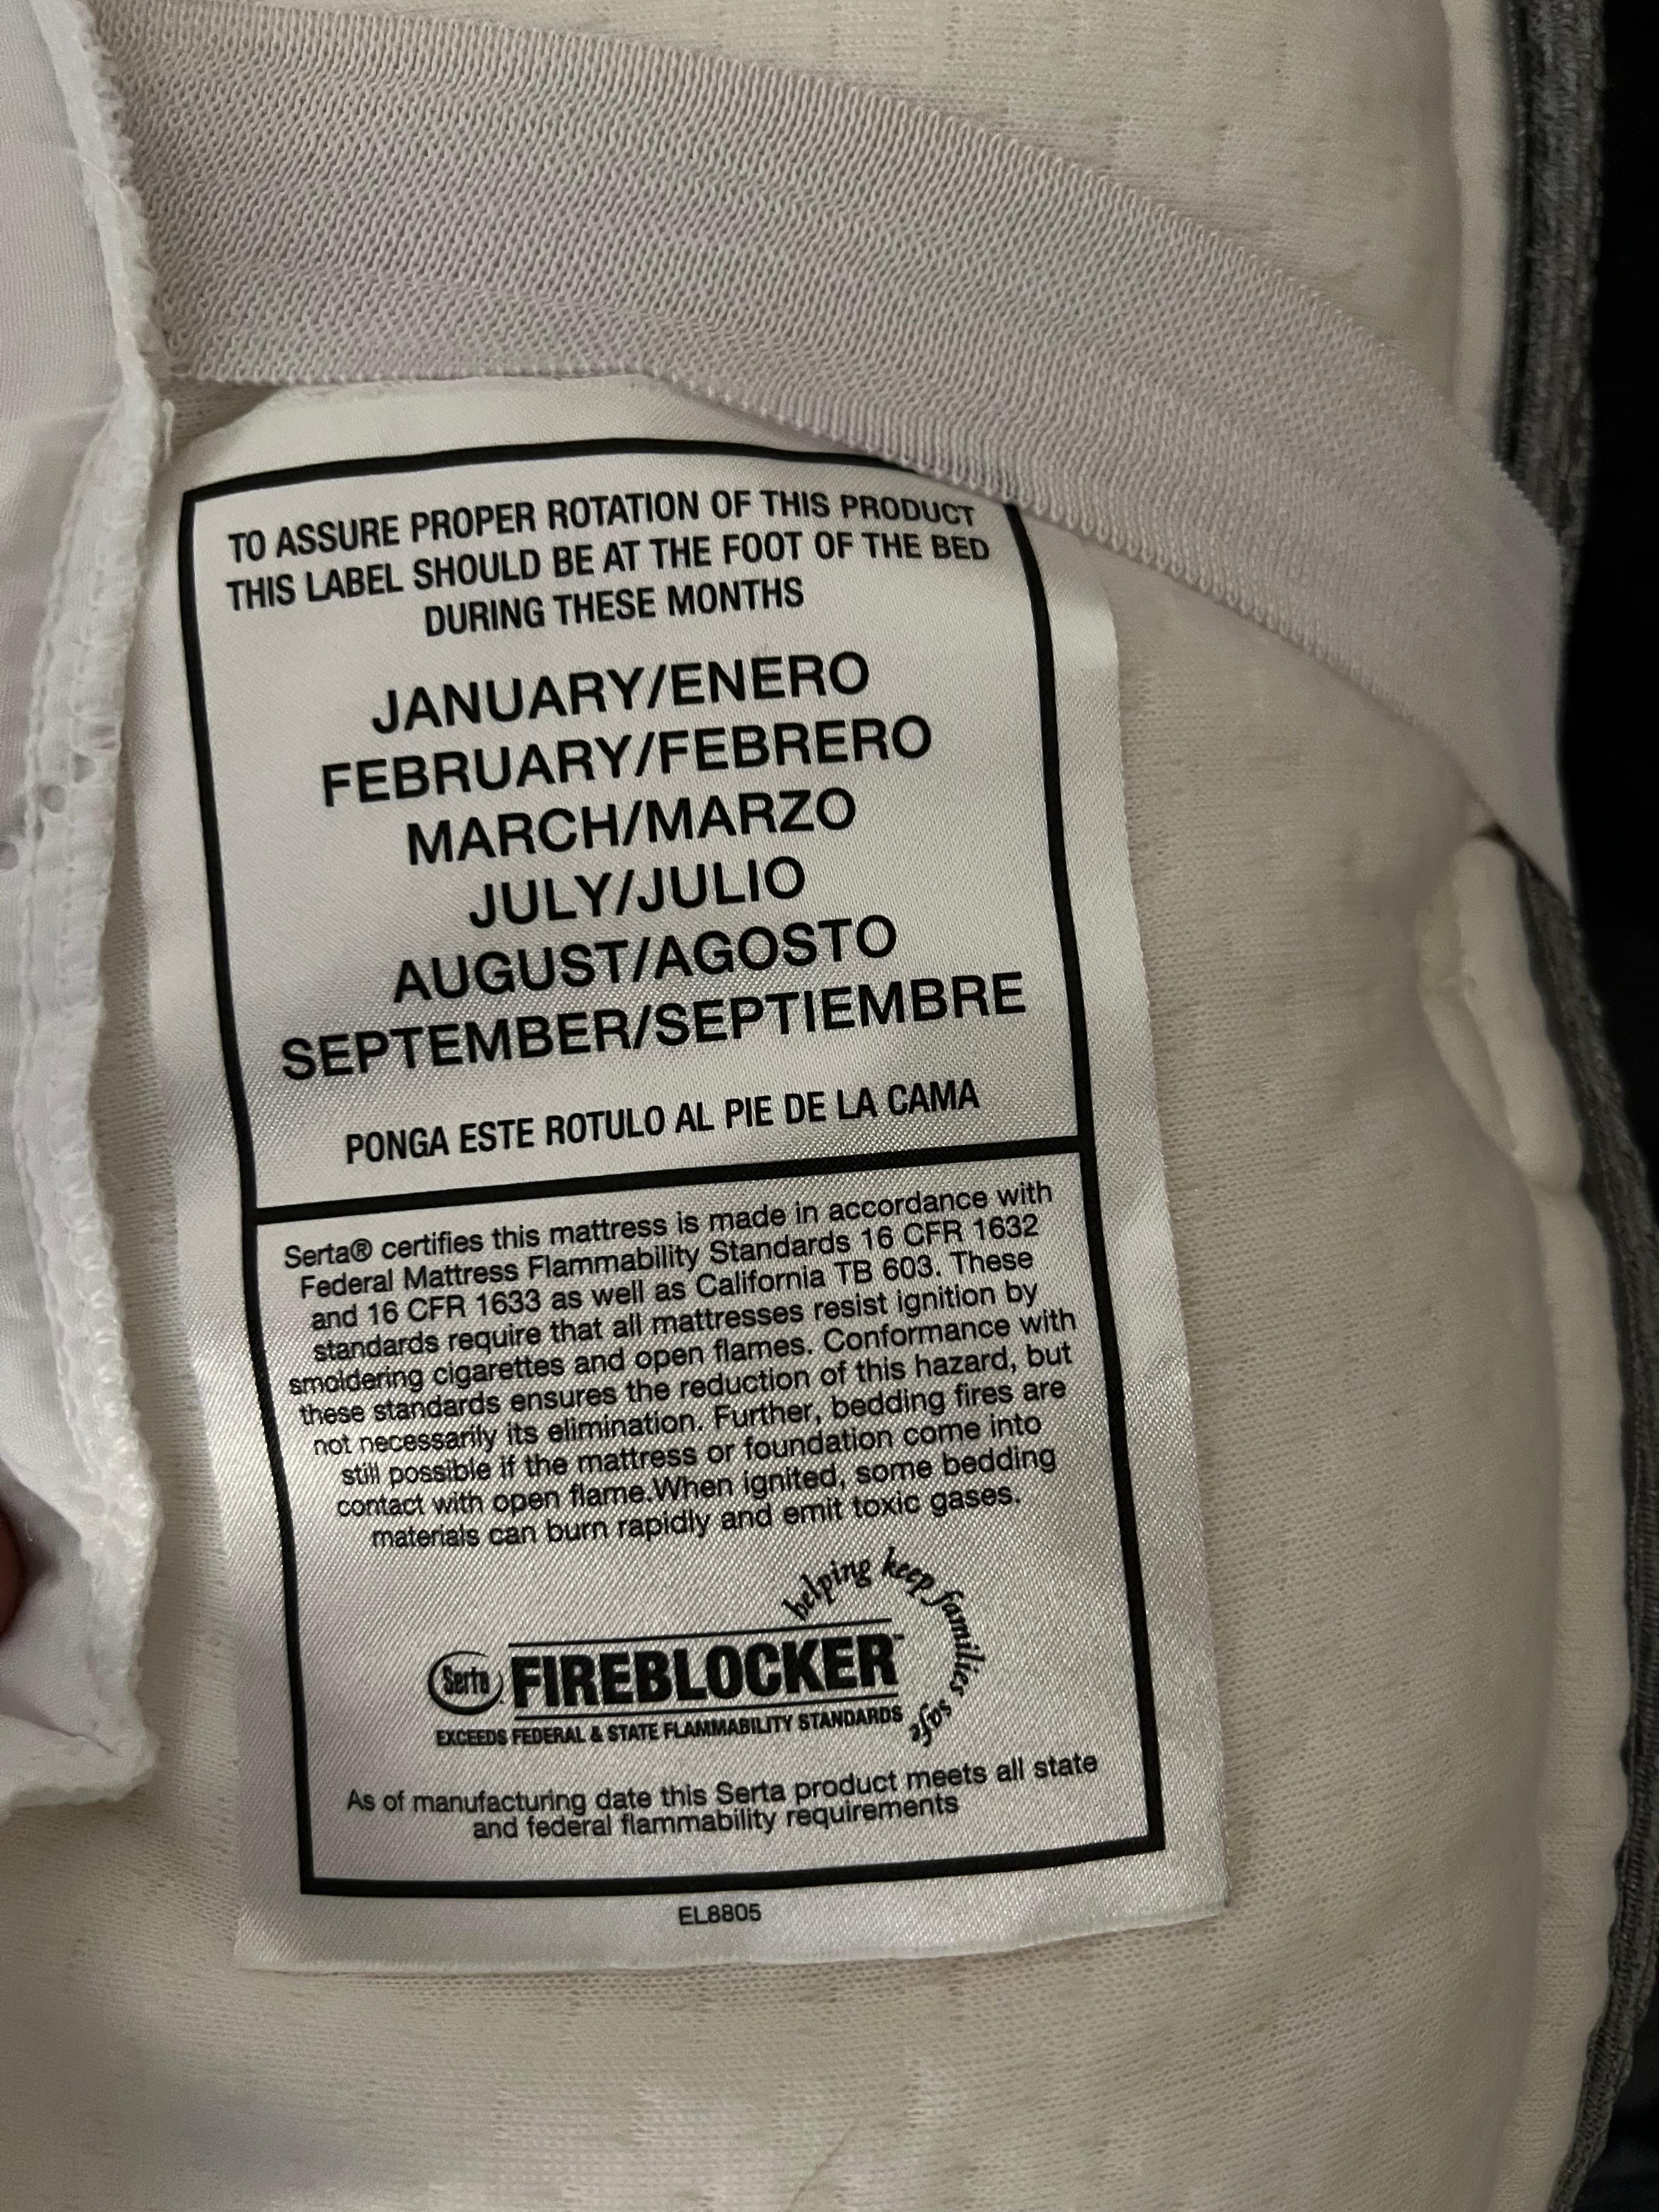 TO ASSURE PROPER ROTATION OF THIS PRODUCT
THIS LABEL SHOULD BE AT THE FOOT OF THE BED
DURING THESE MONTHS
JANUARY/ENERO
FEBRUARY/FEBRERO
MARCH/MARZO
JULY/JULIO
AUGUST/AGOSTO
SEPTEMBER/SEPTIEMBRE
PONGA ESTE ROTULO AL PIE DE LA CAMA
Serta® certifies this mattress is made in accordance with
Federal Mattress Flammability Standards 16 CFR 1632
and 16 CFR 1633 as well as California TB 603. These
standards require that all mattresses resist ignition by
smoldering cigarettes and open flames. Conformance with
these standards ensures the reduction of this hazard, but
not necessarily its elimination. Further, bedding fires are
still possible if the mattress or foundation come into
contact with open flame.When ignited, some bedding
materials can burn rapidly and emit toxic gases.
helping keep families safe
Serta FIREBLOCKER™
EXCEEDS FEDERAL & STATE FLAMMABILITY STANDARDS
As of manufacturing date this Serta product meets all state
and federal flammability requirements
EL8805